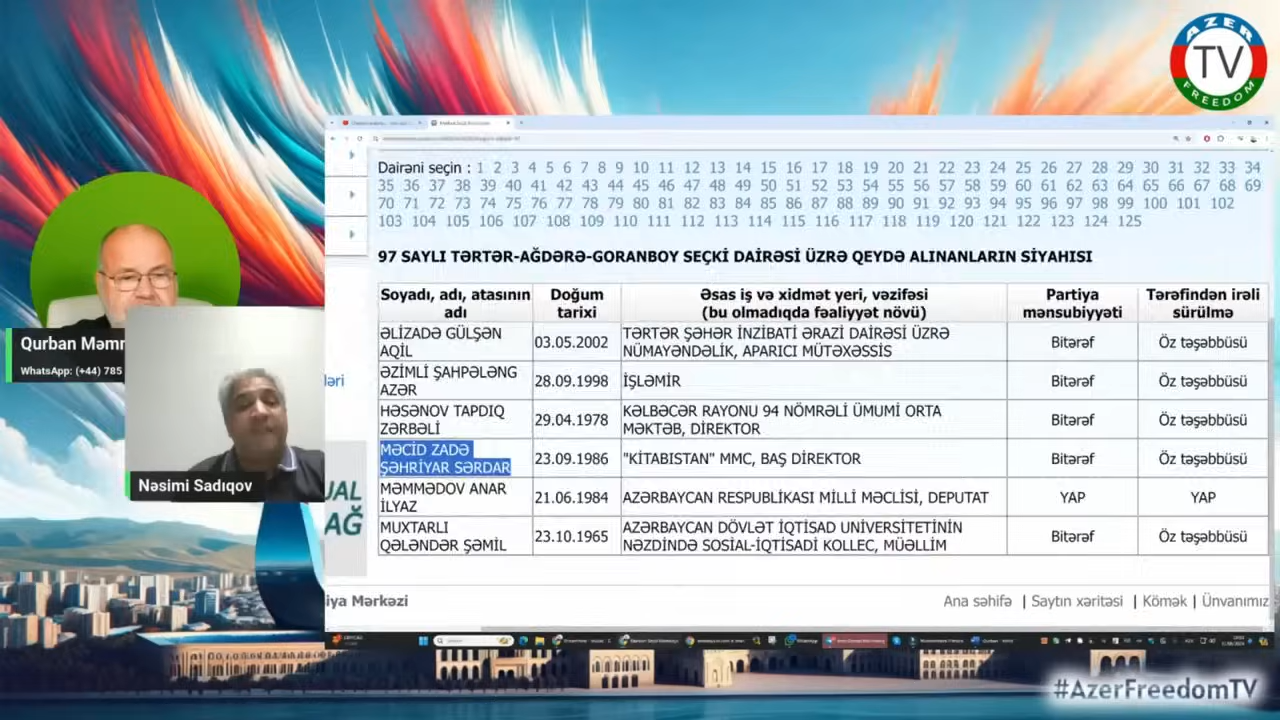 AZER
TV
FREEDOM
Dairəni seçin : 1 2 3 4 5 6 7 8 9 10 11 12 13 14 15 16 17 18 19 20 21 22 23 24 25 26 27 28 29 30 31 32 33 34
35 36 37 38 39 40 41 42 43 44 45 46 47 48 49 50 51 52 53 54 55 56 57 58 59 60 61 62 63 64 65 66 67 68 69
70 71 72 73 74 75 76 77 78 79 80 81 82 83 84 85 86 87 88 89 90 91 92 93 94 95 96 97 98 99 100 101 102
103 104 105 106 107 108 109 110 111 112 113 114 115 116 117 118 119 120 121 122 123 124 125
97 SAYLI TƏRTƏR-AĞDƏRƏ-GORANBOY SEÇKİ DAİRƏSİ ÜZRƏ QEYDƏ ALINANLARIN SİYAHISI
Soyadı, adı, atasının adı Doğum tarixi Əsas iş və xidmət yeri, vəzifəsi (bu olmadıqda fəaliyyət növü) Partiya mənsubiyyəti Tərəfindən irəli sürülmə
ƏLİZADƏ GÜLŞƏN AQİL 03.05.2002 TƏRTƏR ŞƏHƏR İNZİBATİ ƏRAZİ DAİRƏSİ ÜZRƏ NÜMAYƏNDƏLİK, APARICI MÜTƏXƏSSİS Bitərəf Öz təşəbbüsü
ƏZİMLİ ŞAHPƏLƏNG AZƏR 28.09.1998 İŞLƏMİR Bitərəf Öz təşəbbüsü
HƏSƏNOV TAPDIQ ZƏRBƏLİ 29.04.1978 KƏLBƏCƏR RAYONU 94 NÖMRƏLİ ÜMUMİ ORTA MƏKTƏB, DİREKTOR Bitərəf Öz təşəbbüsü
MƏCİD ZADƏ ŞƏHRİYAR SƏRDAR 23.09.1986 "KİTABISTAN" MMC, BAŞ DİREKTOR Bitərəf Öz təşəbbüsü
MƏMMƏDOV ANAR İLYAZ 21.06.1984 AZƏRBAYCAN RESPUBLİKASI MİLLİ MƏCLİSİ, DEPUTAT YAP YAP
MUXTARLI QƏLƏNDƏR ŞƏMİL 23.10.1965 AZƏRBAYCAN DÖVLƏT İQTİSAD UNİVERSİTETİNİN NƏZDİNDƏ SOSİAL-İQTİSADİ KOLLEC, MÜƏLLİM Bitərəf Öz təşəbbüsü
Qurban Məmm
WhatsApp: (+44) 785
ləri
Nəsimi Sadıqov
UAL
AĞ
iya Mərkəzi
Ana səhifə | Saytın xəritəsi | Kömək | Ünvanımız
#AzerFreedomTV